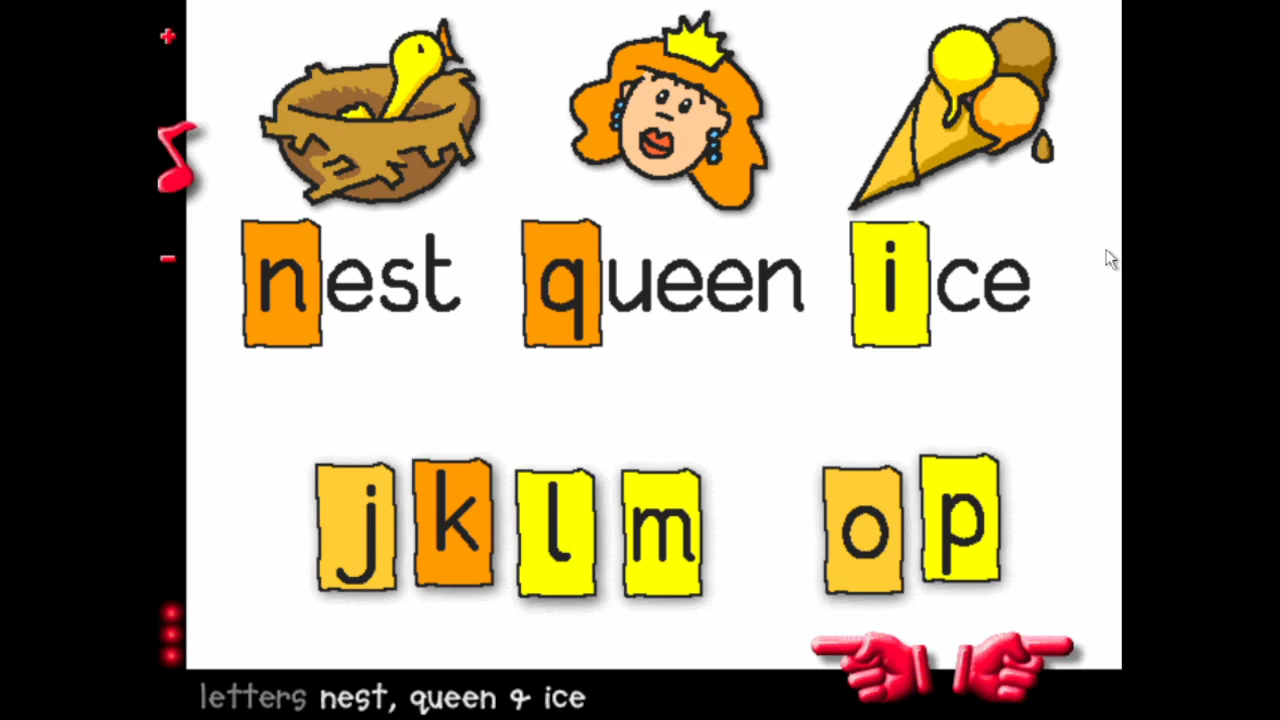 nest queen ice
j k l m o p
letters nest, queen & ice